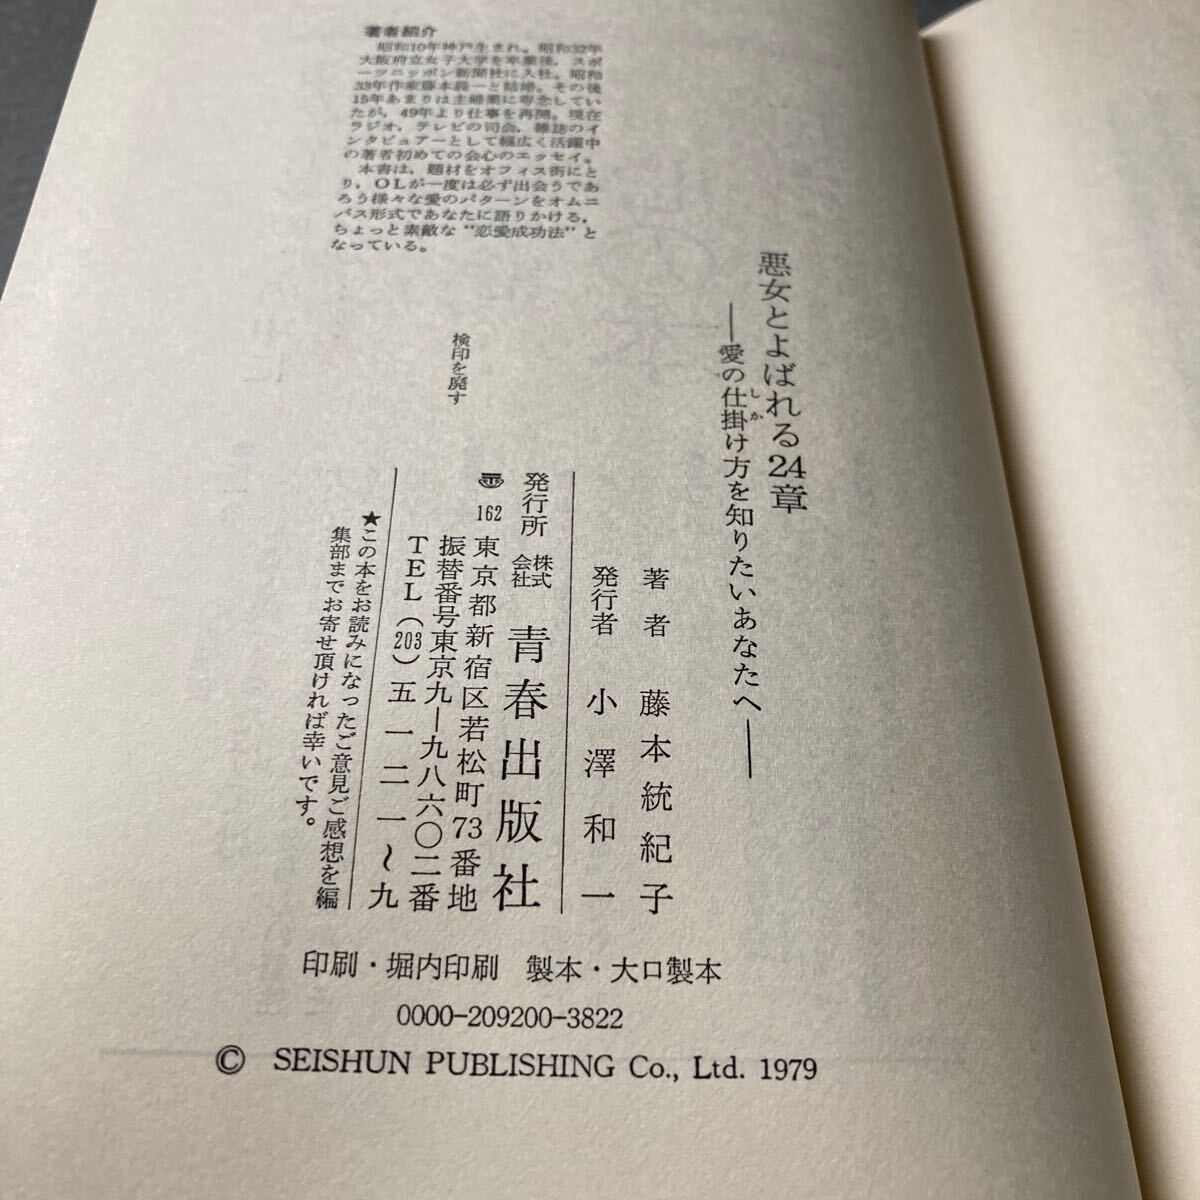 著者紹介
昭和10年神戸生まれ。昭和32年
大阪府立女子大学を卒業後、スポ
ーツニッポン新聞社に入社。昭和
33年作家藤本義一と結婚。その後
15年あまりは主婦業に専念してい
たが、49年より仕事を再開。現在
ラジオ、テレビの司会、雑誌のイ
ンタビュアーとして幅広く活躍中
の著者初めての会心のエッセイ。
本書は、題材をオフィス街にと
り、OLが一度は必ず出会うであ
ろう様々な愛のパターンをオムニ
バス形式であなたに語りかける、
ちょっと素敵な“恋愛成功法”と
なっている。
悪女とよばれる24章
──愛の仕掛け方を知りたいあなたへ──
しか
著者 藤本統紀子
発行者 小澤和一
発行所 株式会社 青春出版社
162 東京都新宿区若松町73番地
振替番号東京九―九八六〇二番
TEL(203)五一二一～九
検印を廃す
★この本をお読みになったご意見ご感想を編
集部までお寄せ頂ければ幸いです。
印刷・堀内印刷 製本・大口製本
0000-209200-3822
© SEISHUN PUBLISHING Co., Ltd. 1979